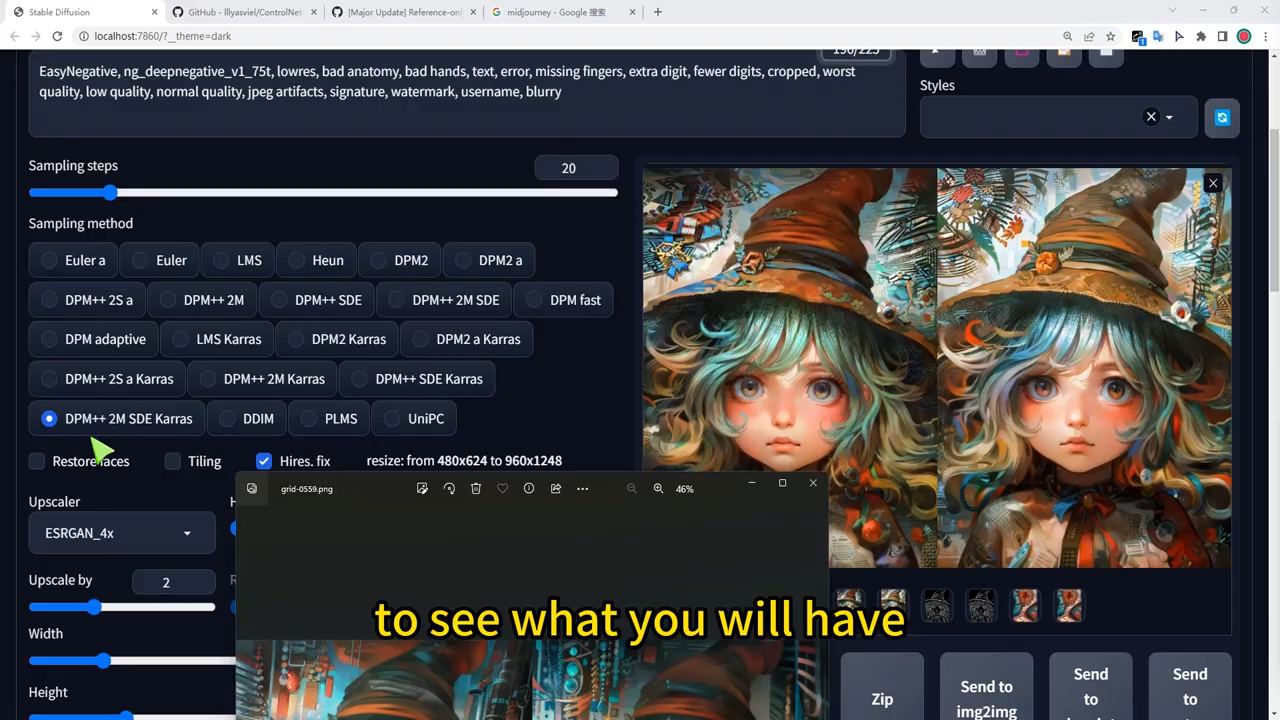 Stable Diffusion
GitHub - lllyasviel/ControlNet
[Major Update] Reference-only
midjourney - Google 搜索
localhost:7860/?__theme=dark
196/225
EasyNegative, ng_deepnegative_v1_75t, lowres, bad anatomy, bad hands, text, error, missing fingers, extra digit, fewer digits, cropped, worst
quality, low quality, normal quality, jpeg artifacts, signature, watermark, username, blurry
Styles
Sampling steps
20
Sampling method
Euler a
Euler
LMS
Heun
DPM2
DPM2 a
DPM++ 2S a
DPM++ 2M
DPM++ SDE
DPM++ 2M SDE
DPM fast
DPM adaptive
LMS Karras
DPM2 Karras
DPM2 a Karras
DPM++ 2S a Karras
DPM++ 2M Karras
DPM++ SDE Karras
DPM++ 2M SDE Karras
DDIM
PLMS
UniPC
Restore faces
Tiling
Hires. fix
resize: from 480x624 to 960x1248
Upscaler
ESRGAN_4x
Upscale by
2
Width
Height
grid-0559.png
46%
to see what you will have
Zip
Send to
img2img
Send
to
Send
to